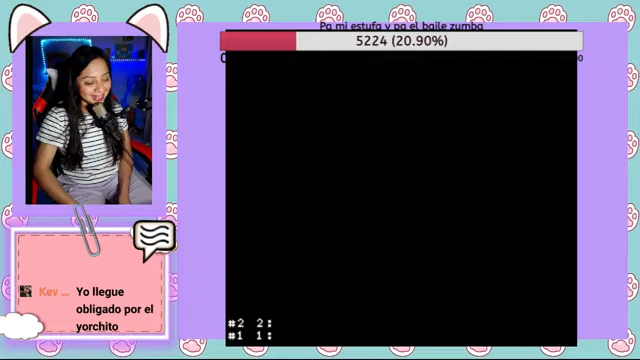 Pa mi estufa y pa el baile zumba
5224 (20.90%)
Kev ... Yo llegue
obligado por el
yorchito
#2 2:
#1 1: